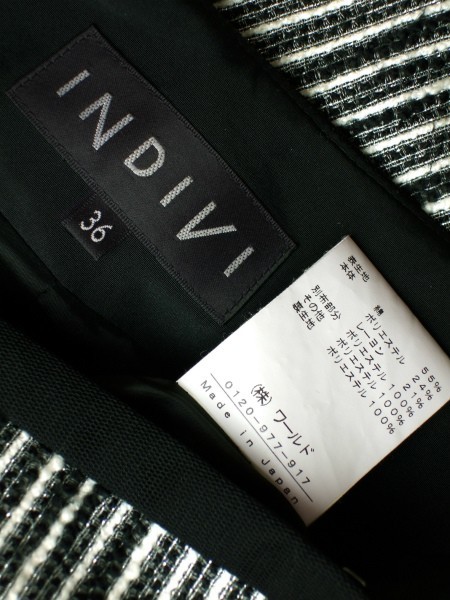 INDIVI
36
表生地
本体
綿 55%
ポリエステル 24%
レーヨン 21%
別布部分 ポリエステル 100%
その他 ポリエステル 100%
裏生地 ポリエステル 100%
(株) ワールド
0120-977-917
Made in Japan